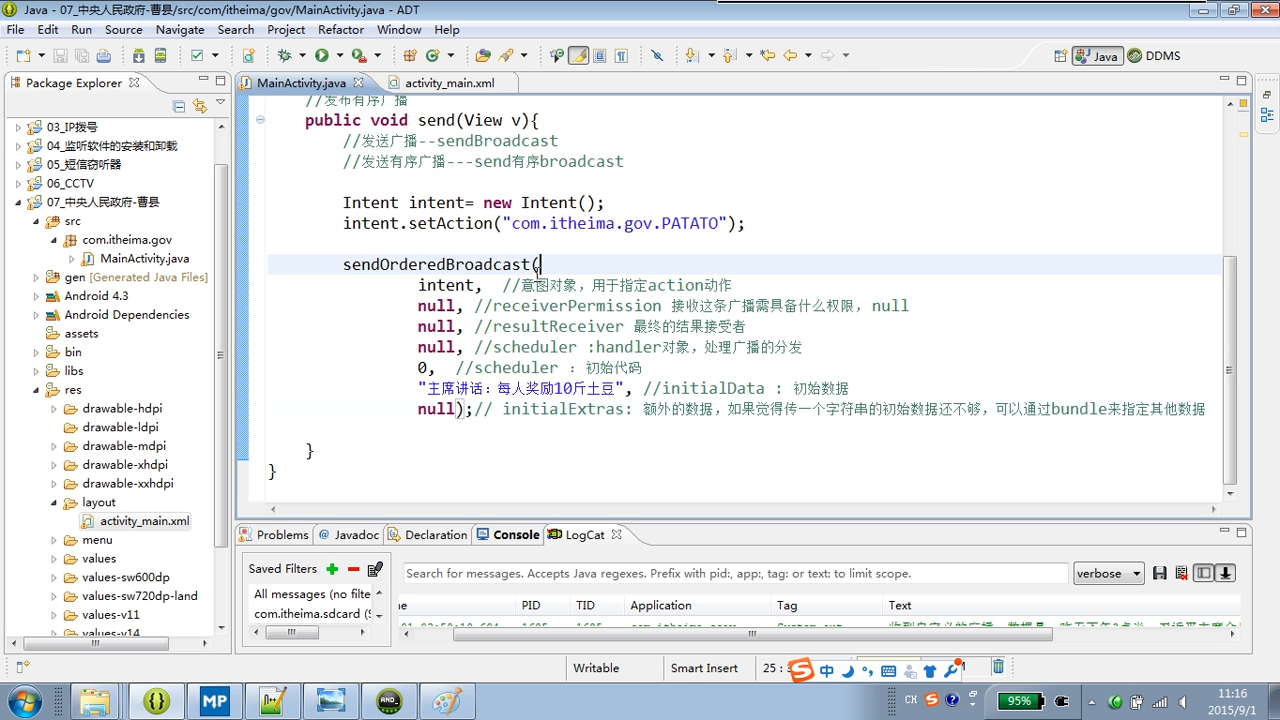 Java - 07_中央人民政府-曹县/src/com/itheima/gov/MainActivity.java - ADT
File Edit Run Source Navigate Search Project Refactor Window Help
Java DDMS
Package Explorer
MainActivity.java activity_main.xml
03_IP拨号
04_监听软件的安装和卸载
05_短信窃听器
06_CCTV
07_中央人民政府-曹县
src
com.itheima.gov
MainActivity.java
gen [Generated Java Files]
Android 4.3
Android Dependencies
assets
bin
libs
res
drawable-hdpi
drawable-ldpi
drawable-mdpi
drawable-xhdpi
drawable-xxhdpi
layout
activity_main.xml
menu
values
values-sw600dp
values-sw720dp-land
values-v11
values-v14
//发布有序广播
public void send(View v){
//发送广播--sendBroadcast
//发送有序广播---send有序broadcast
Intent intent= new Intent();
intent.setAction("com.itheima.gov.PATATO");
sendOrderedBroadcast(
intent, //意图对象，用于指定action动作
null, //receiverPermission 接收这条广播需具备什么权限，null
null, //resultReceiver 最终的结果接受者
null, //scheduler :handler对象，处理广播的分发
0, //scheduler : 初始代码
"主席讲话：每人奖励10斤土豆", //initialData : 初始数据
null);// initialExtras: 额外的数据，如果觉得传一个字符串的初始数据还不够，可以通过bundle来指定其他数据
}
}
Problems Javadoc Declaration Console LogCat
Saved Filters
All messages (no filte
com.itheima.sdcard (S
Search for messages. Accepts Java regexes. Prefix with pid:, app:, tag: or text: to limit scope.
verbose
PID TID Application Tag Text
Writable Smart Insert 25 :
中
CH 95% 11:16
2015/9/1